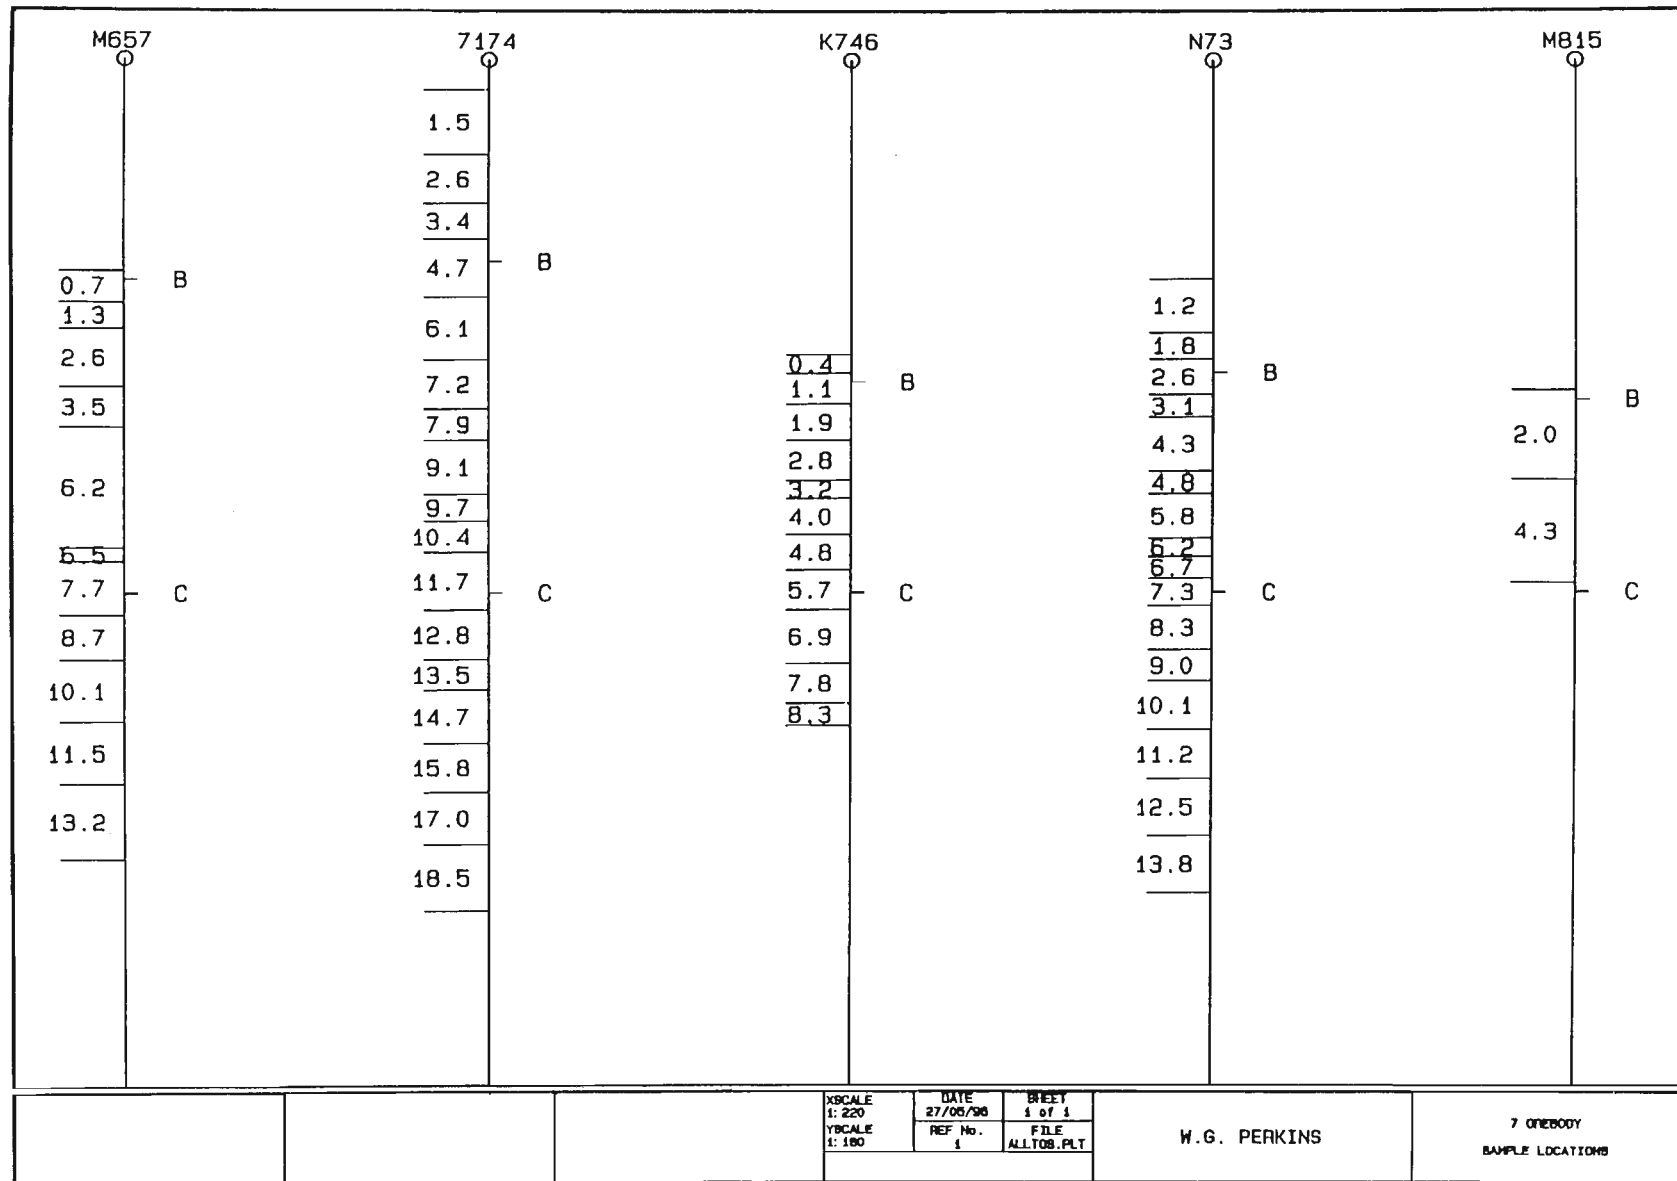 M657
7174
K746
N73
M815
0.7
1.3
2.6
3.5
6.2
6.5
7.7
8.7
10.1
11.5
13.2
B
C
1.5
2.6
3.4
4.7
6.1
7.2
7.9
9.1
9.7
10.4
11.7
12.8
13.5
14.7
15.8
17.0
18.5
B
C
0.4
1.1
1.9
2.8
3.2
4.0
4.8
5.7
6.9
7.8
8.3
B
C
1.2
1.8
2.6
3.1
4.3
4.8
5.8
6.2
6.7
7.3
8.3
9.0
10.1
11.2
12.5
13.8
B
C
2.0
4.3
B
C
XSCALE
1: 220
YSCALE
1: 180
DATE
27/05/96
REF No.
1
SHEET
1 of 1
FILE
ALLTOS.PLT
W.G. PERKINS
7 OREBODY
SAMPLE LOCATIONS